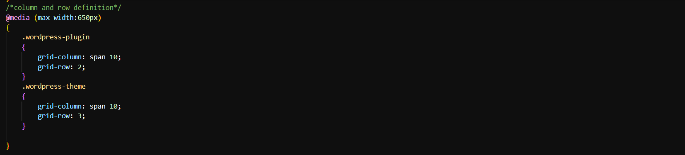 /*column and row definition*/
@media (max width:650px)
{
.wordpress-plugin
{
grid-column: span 10;
grid-row: 2;
}
.wordpress-theme
{
grid-column: span 10;
grid-row: 3;
}
}